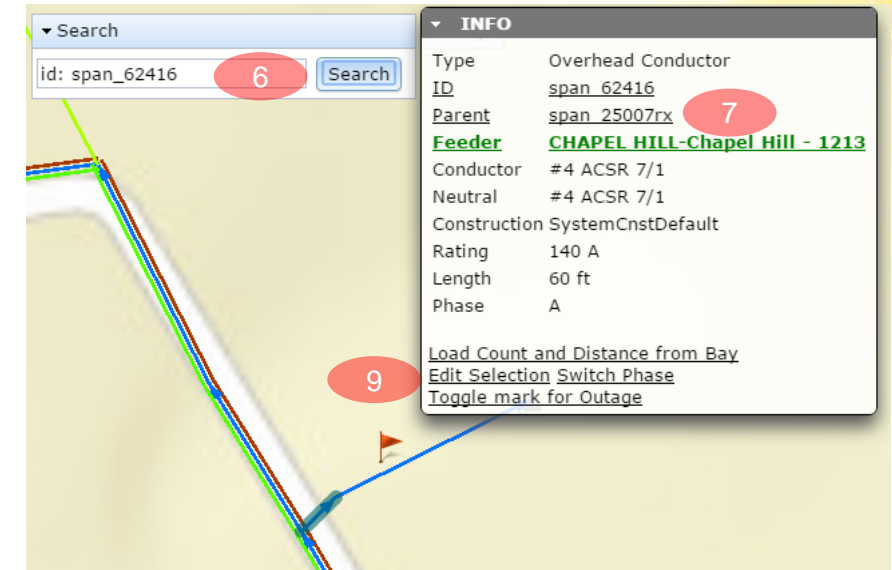 Search
id: span_62416
6
Search
INFO
Type Overhead Conductor
ID span_62416
Parent span_25007rx
7
Feeder CHAPEL HILL-Chapel Hill - 1213
Conductor #4 ACSR 7/1
Neutral #4 ACSR 7/1
Construction SystemCnstDefault
Rating 140 A
Length 60 ft
Phase A
Load Count and Distance from Bay
9
Edit Selection Switch Phase
Toggle mark for Outage